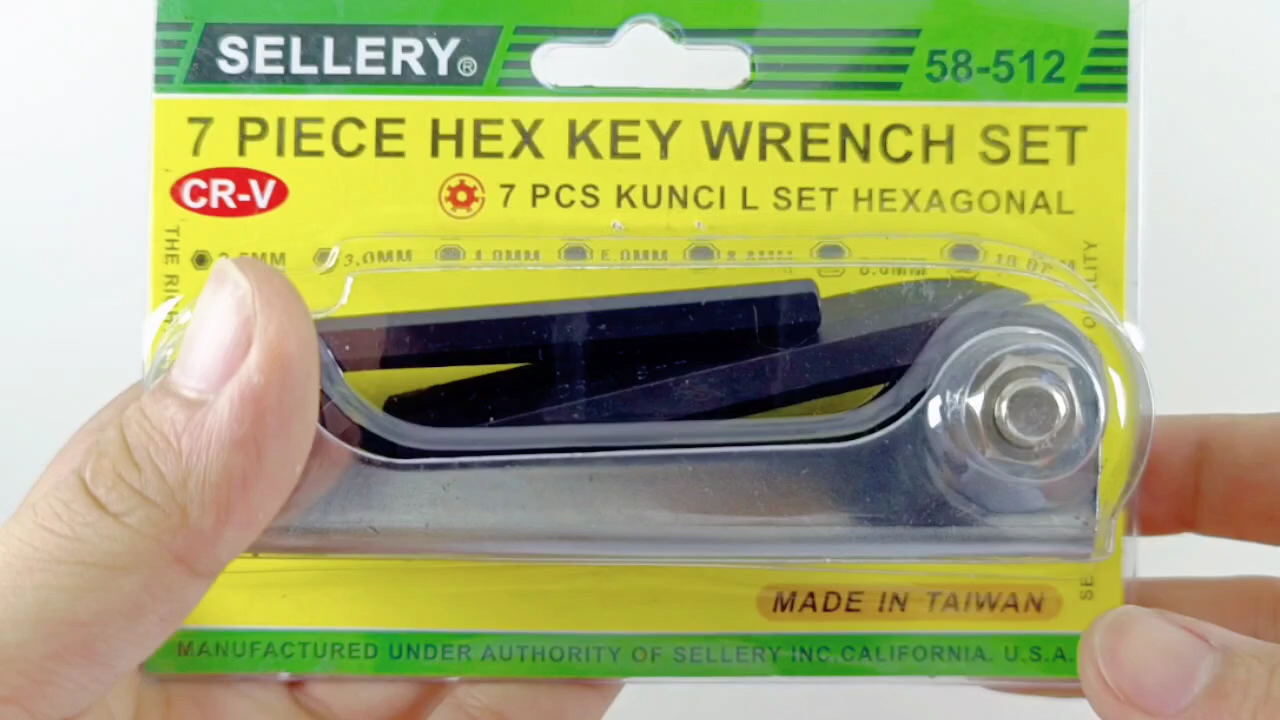 SELLERY®
58-512
7 PIECE HEX KEY WRENCH SET
CR-V
7 PCS KUNCI L SET HEXAGONAL
3.0MM
THE
MADE IN TAIWAN
MANUFACTURED UNDER AUTHORITY OF SELLERY INC.CALIFORNIA. U.S.A.